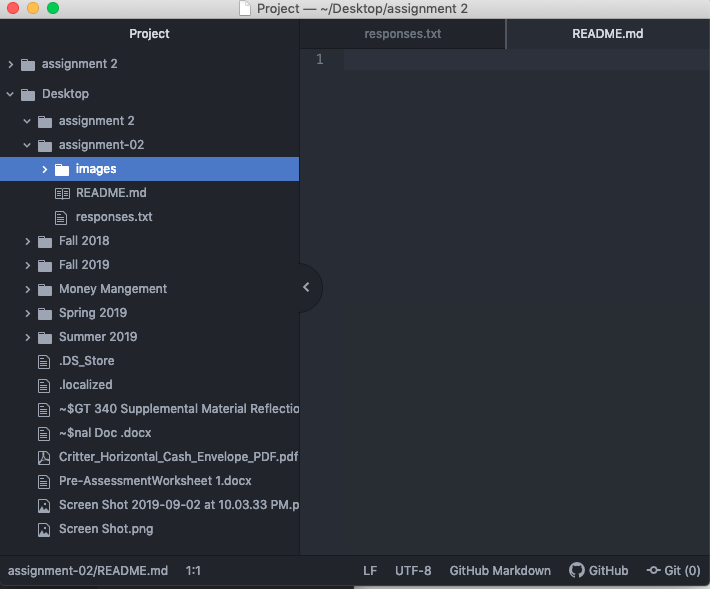 Project — ~/Desktop/assignment 2
Project
responses.txt
README.md
assignment 2
1
Desktop
assignment 2
assignment-02
images
README.md
responses.txt
Fall 2018
Fall 2019
Money Mangement
Spring 2019
Summer 2019
.DS_Store
.localized
~$GT 340 Supplemental Material Reflectio
~$nal Doc .docx
Critter_Horizontal_Cash_Envelope_PDF.pdf
Pre-AssessmentWorksheet 1.docx
Screen Shot 2019-09-02 at 10.03.33 PM.p
Screen Shot.png
assignment-02/README.md 1:1 LF UTF-8 GitHub Markdown GitHub Git (0)